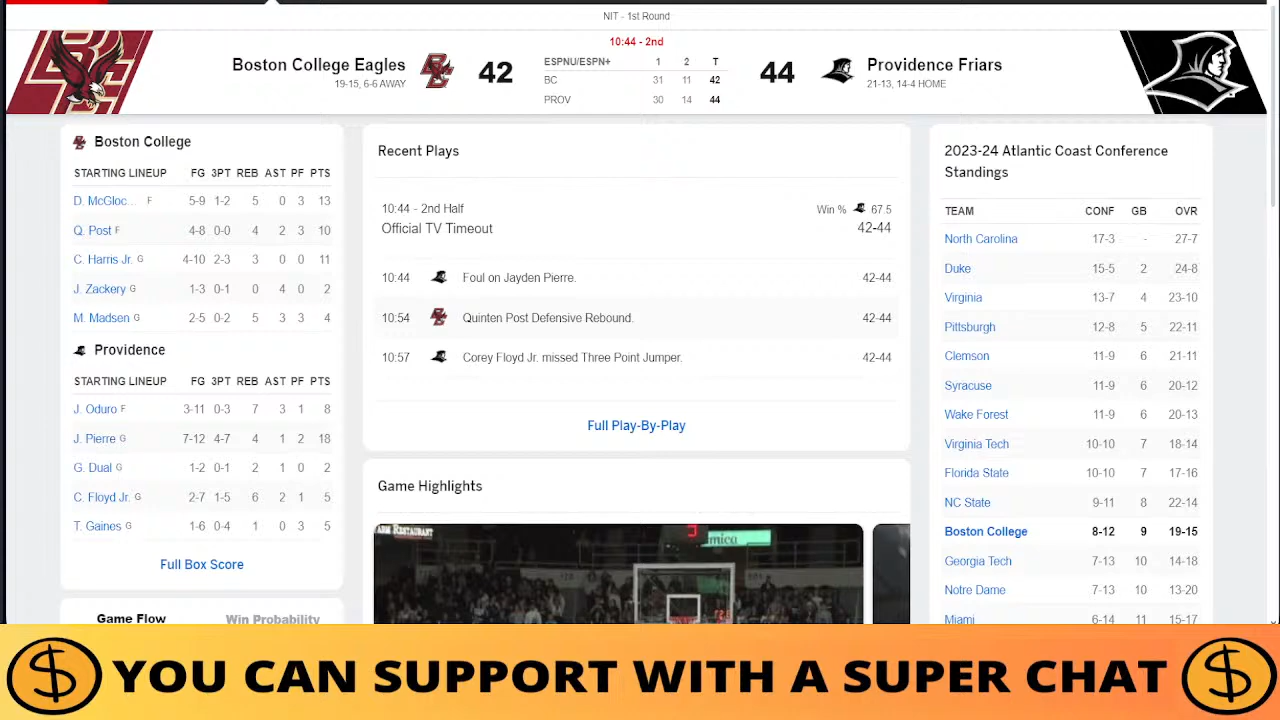 NIT - 1st Round
10:44 - 2nd
Boston College Eagles
19-15, 6-6 AWAY
42
ESPNU/ESPN+ 1 2 T
BC 31 11 42
PROV 30 14 44
44
Providence Friars
21-13, 14-4 HOME
Boston College
STARTING LINEUP FG 3PT REB AST PF PTS
D. McGloc... F 5-9 1-2 5 0 3 13
Q. Post F 4-8 0-0 4 2 3 10
C. Harris Jr. G 4-10 2-3 3 0 0 11
J. Zackery G 1-3 0-1 0 4 0 2
M. Madsen G 2-5 0-2 5 3 3 4
Providence
STARTING LINEUP FG 3PT REB AST PF PTS
J. Oduro F 3-11 0-3 7 3 1 8
J. Pierre G 7-12 4-7 4 1 2 18
G. Dual G 1-2 0-1 2 1 0 2
C. Floyd Jr. G 2-7 1-5 6 2 1 5
T. Gaines G 1-6 0-4 1 0 3 5
Full Box Score
Game Flow Win Probability
Recent Plays
10:44 - 2nd Half Win % 67.5
Official TV Timeout 42-44
10:44 Foul on Jayden Pierre. 42-44
10:54 Quinten Post Defensive Rebound. 42-44
10:57 Corey Floyd Jr. missed Three Point Jumper. 42-44
Full Play-By-Play
Game Highlights
2023-24 Atlantic Coast Conference
Standings
TEAM CONF GB OVR
North Carolina 17-3 - 27-7
Duke 15-5 2 24-8
Virginia 13-7 4 23-10
Pittsburgh 12-8 5 22-11
Clemson 11-9 6 21-11
Syracuse 11-9 6 20-12
Wake Forest 11-9 6 20-13
Virginia Tech 10-10 7 18-14
Florida State 10-10 7 17-16
NC State 9-11 8 22-14
Boston College 8-12 9 19-15
Georgia Tech 7-13 10 14-18
Notre Dame 7-13 10 13-20
Miami 6-14 11 15-17
YOU CAN SUPPORT WITH A SUPER CHAT